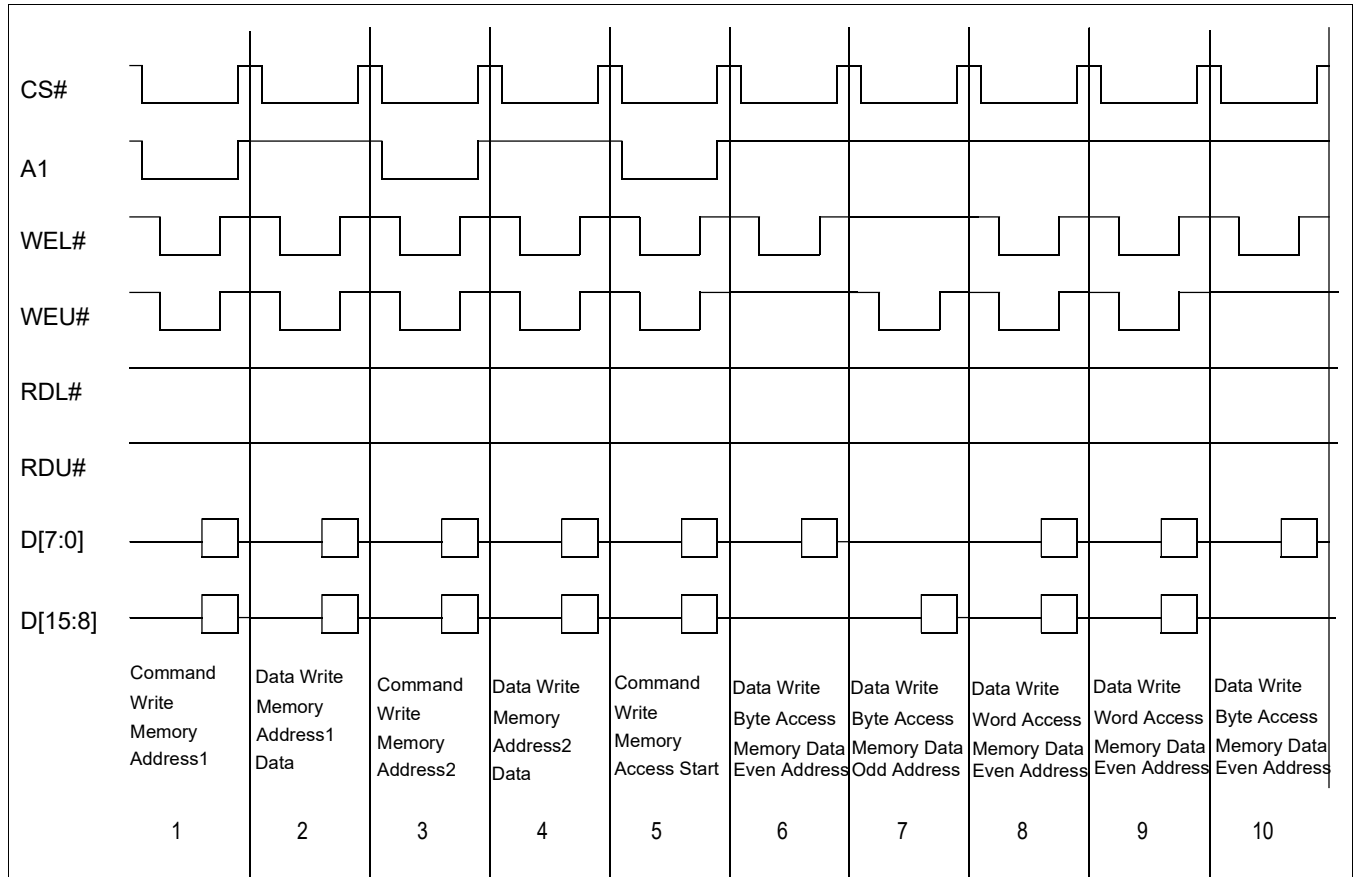 CS#
A1
WEL#
WEU#
RDL#
RDU#
D[7:0]
D[15:8]
Command
Write
Memory
Address1
Data Write
Memory
Address1
Data
Command
Write
Memory
Address2
Data Write
Memory
Address2
Data
Command
Write
Memory
Access Start
Data Write
Byte Access
Memory Data
Even Address
Data Write
Byte Access
Memory Data
Odd Address
Data Write
Word Access
Memory Data
Even Address
Data Write
Word Access
Memory Data
Even Address
Data Write
Byte Access
Memory Data
Even Address
1 2 3 4 5 6 7 8 9 10